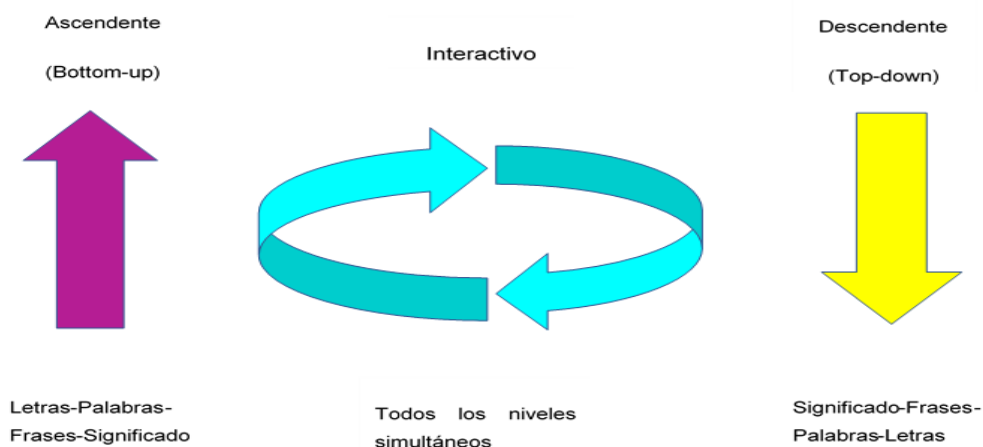 Ascendente
(Bottom-up)
Interactivo
Descendente
(Top-down)
Letras-Palabras-
Frases-Significado
Todos los niveles
simultáneos
Significado-Frases-
Palabras-Letras